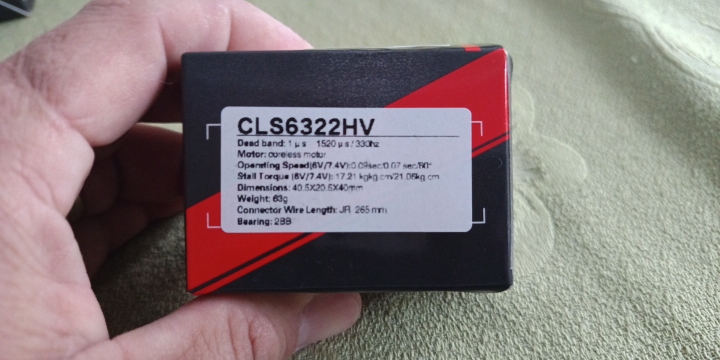 CLS6322HV
Dead band: 1 μs 1520 μs / 330hz
Motor: coreless motor
Operating Speed(6V/7.4V):0.09sec/0.07 sec/60°
Stall Torque (6V/7.4V): 17.21 kgkg.cm/21.06kg.cm
Dimensions: 40.5X20.5X40mm
Weight: 63g
Connector Wire Length: JR 265 mm
Bearing: 2BB